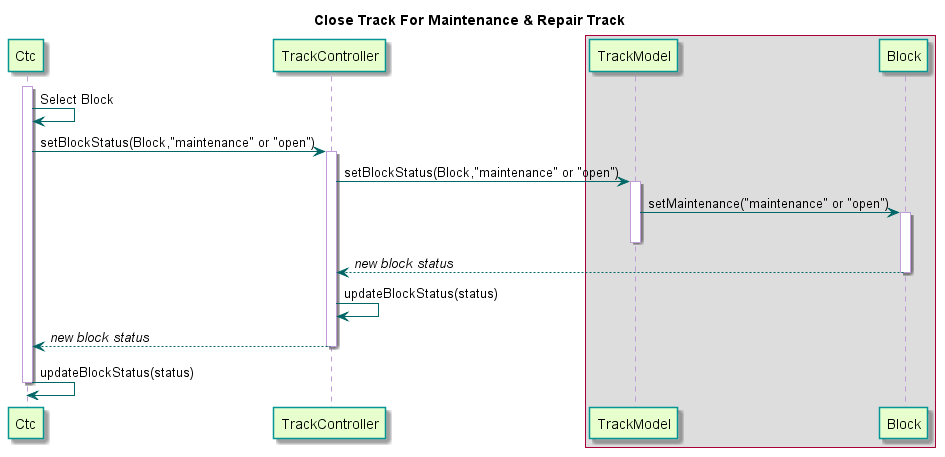 Close Track For Maintenance & Repair Track
Ctc
TrackController
TrackModel
Block
Select Block
setBlockStatus(Block,"maintenance" or "open")
setBlockStatus(Block,"maintenance" or "open")
setMaintenance("maintenance" or "open")
new block status
updateBlockStatus(status)
new block status
updateBlockStatus(status)
Ctc
TrackController
TrackModel
Block